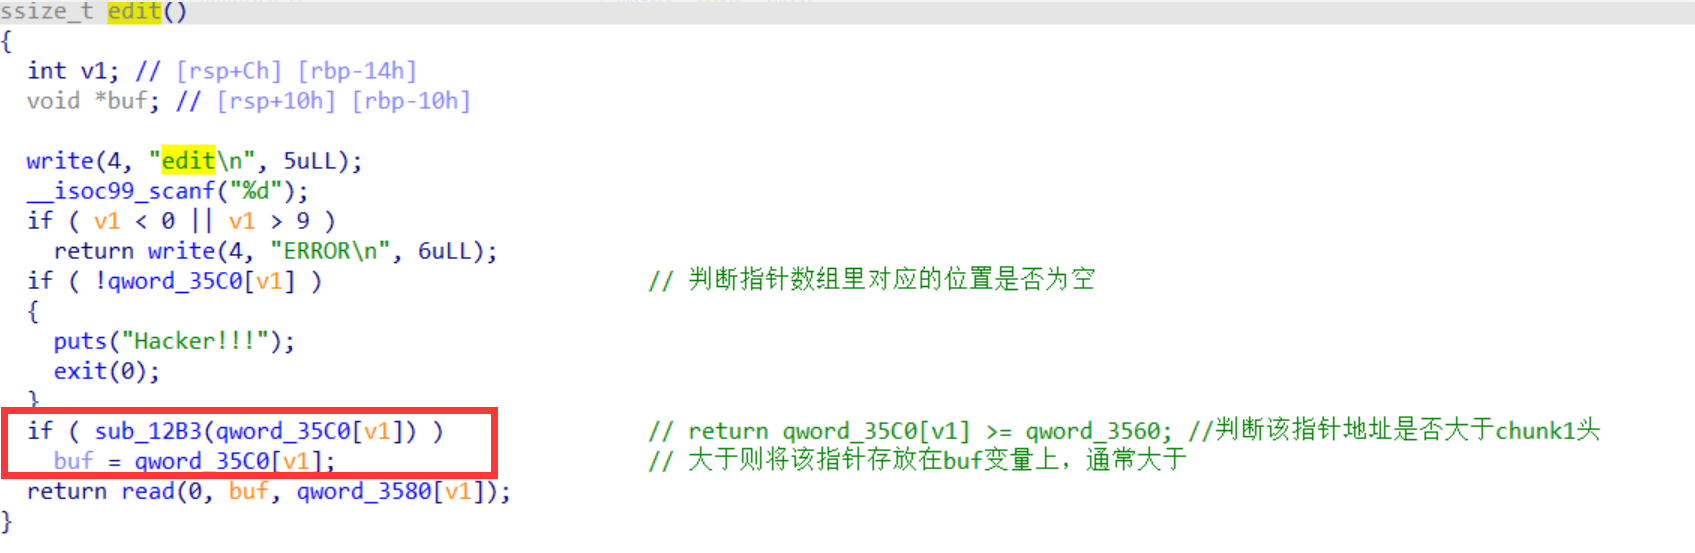 ssize_t edit()
{
int v1; // [rsp+Ch] [rbp-14h]
void *buf; // [rsp+10h] [rbp-10h]
write(4, "edit\n", 5uLL);
__isoc99_scanf("%d");
if ( v1 < 0 || v1 > 9 )
return write(4, "ERROR\n", 6uLL);
if ( !qword_35C0[v1] ) // 判断指针数组里对应的位置是否为空
{
puts("Hacker!!!");
exit(0);
}
if ( sub_12B3(qword_35C0[v1]) ) // return qword_35C0[v1] >= qword_3560; //判断该指针地址是否大于chunk1头
buf = qword_35C0[v1]; // 大于则将该指针存放在buf变量上，通常大于
return read(0, buf, qword_3580[v1]);
}